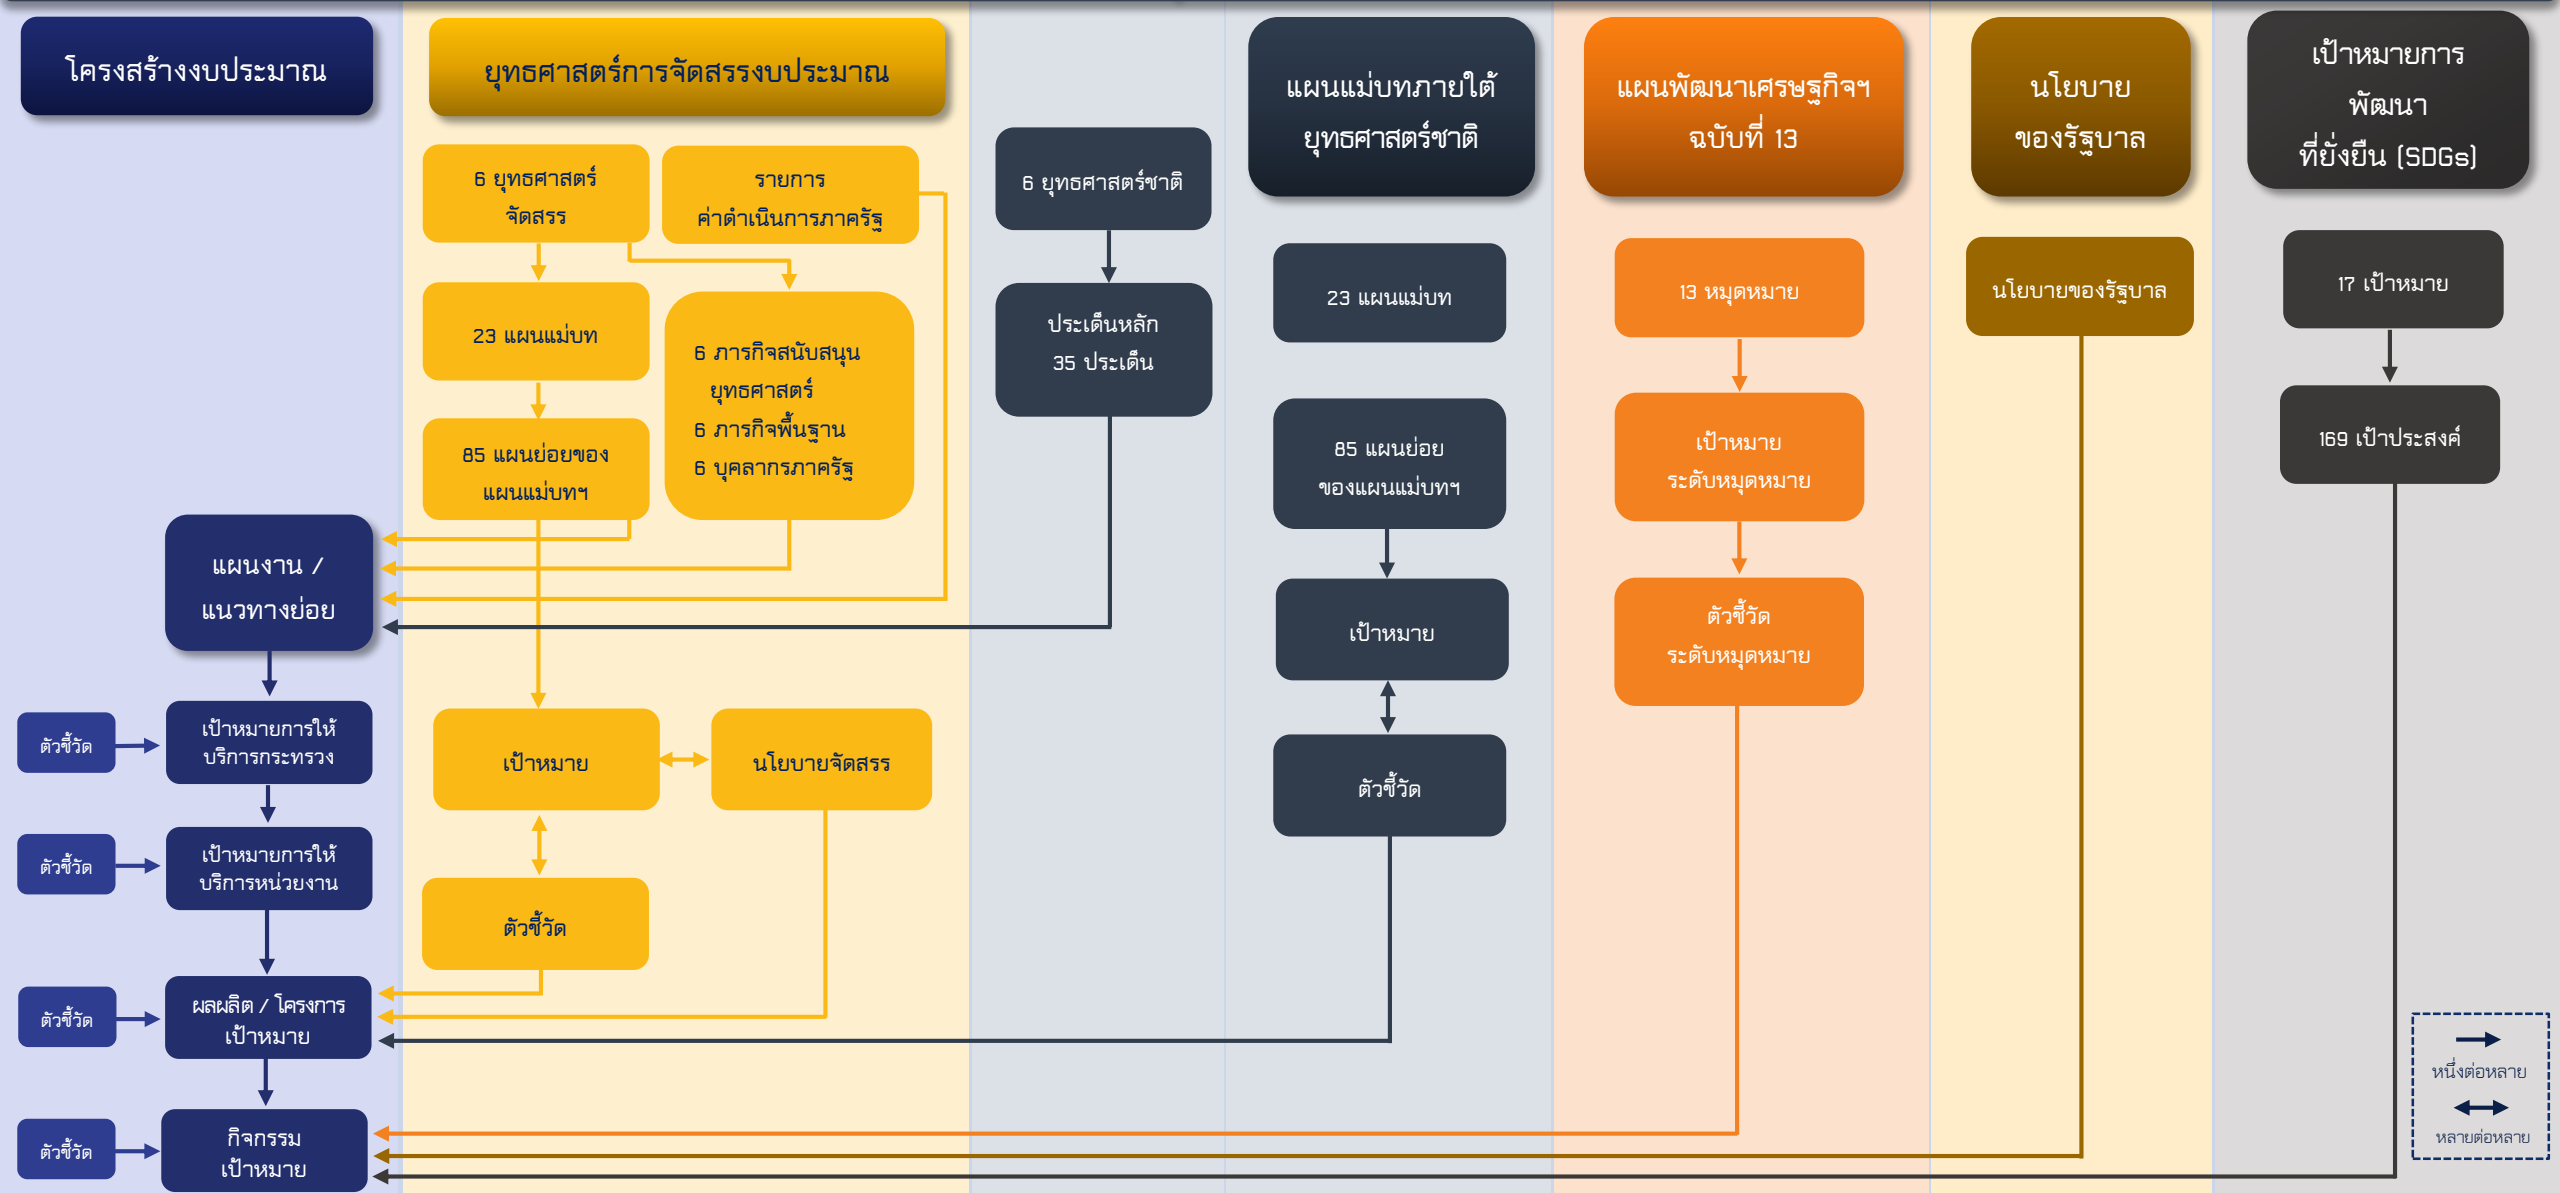 โครงสร้างงบประมาณ
ยุทธศาสตร์การจัดสรรงบประมาณ
แผนแม่บทภายใต้
ยุทธศาสตร์ชาติ
แผนพัฒนาเศรษฐกิจฯ
ฉบับที่ 13
นโยบาย
ของรัฐบาล
เป้าหมายการ
พัฒนา
ที่ยั่งยืน (SDGs)
6 ยุทธศาสตร์
จัดสรร
รายการ
ค่าดำเนินการภาครัฐ
6 ยุทธศาสตร์ชาติ
23 แผนแม่บท
6 ภารกิจสนับสนุน
ยุทธศาสตร์
6 ภารกิจพื้นฐาน
6 บุคลากรภาครัฐ
ประเด็นหลัก
35 ประเด็น
23 แผนแม่บท
13 หมุดหมาย
นโยบายของรัฐบาล
17 เป้าหมาย
85 แผนย่อยของ
แผนแม่บทฯ
85 แผนย่อย
ของแผนแม่บทฯ
เป้าหมาย
ระดับหมุดหมาย
169 เป้าประสงค์
แผนงาน /
แนวทางย่อย
เป้าหมาย
ตัวชี้วัด
ระดับหมุดหมาย
ตัวชี้วัด
เป้าหมายการให้
บริการกระทรวง
เป้าหมาย
นโยบายจัดสรร
ตัวชี้วัด
ตัวชี้วัด
เป้าหมายการให้
บริการหน่วยงาน
ตัวชี้วัด
ตัวชี้วัด
ผลผลิต / โครงการ
เป้าหมาย
ตัวชี้วัด
กิจกรรม
เป้าหมาย
หนึ่งต่อหลาย
หลายต่อหลาย